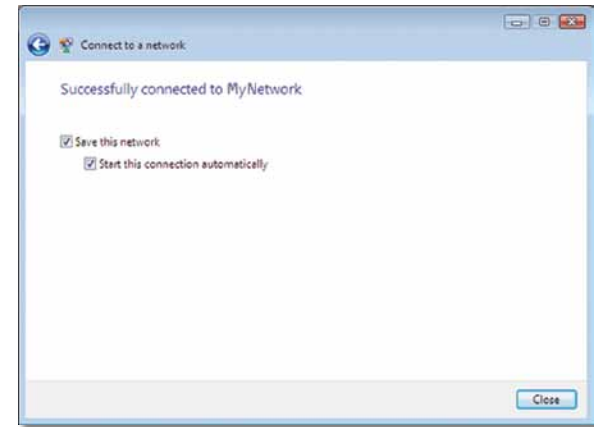 Connect to a network
Successfully connected to MyNetwork
Save this network
Start this connection automatically
Close